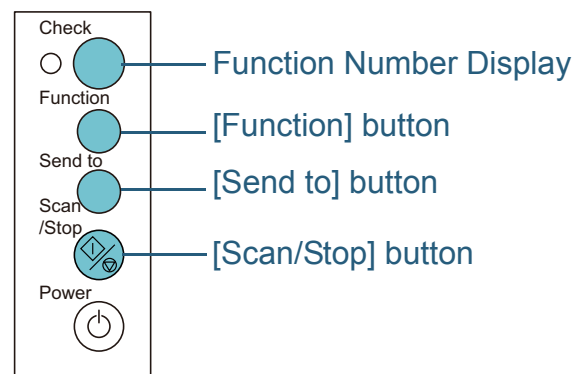 Check
Function Number Display
Function
[Function] button
Send to
[Send to] button
Scan
/Stop
[Scan/Stop] button
Power